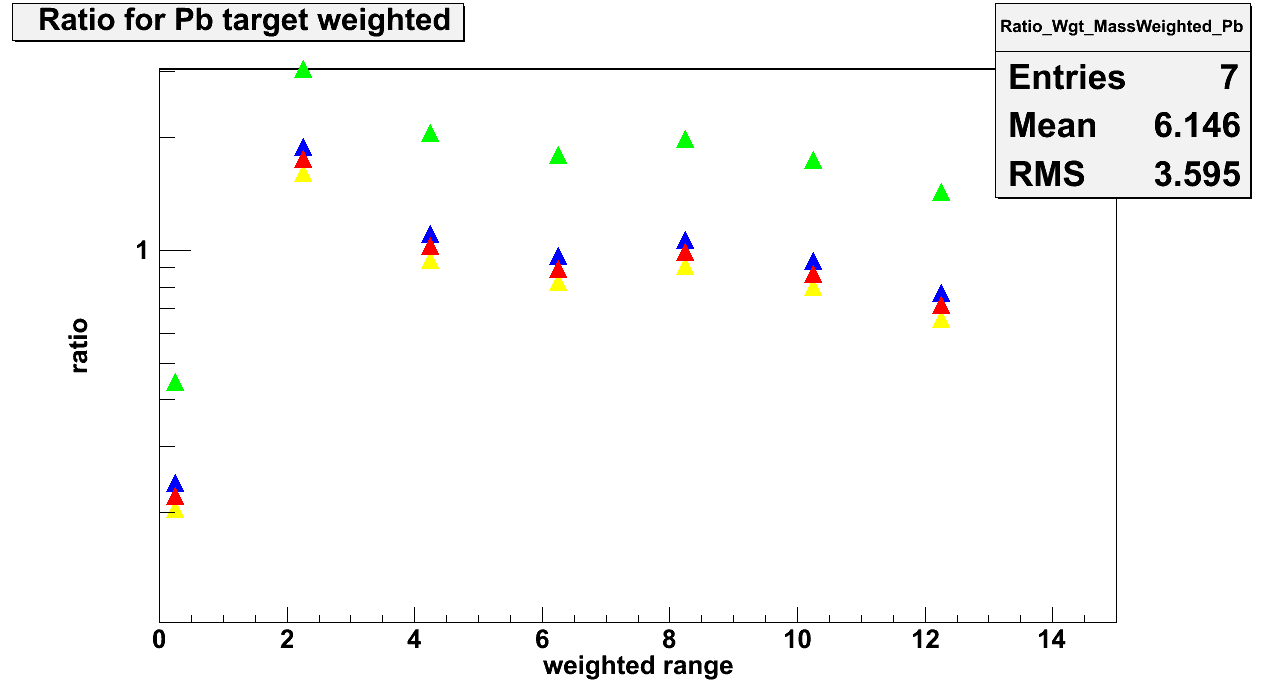 Ratio for Pb target weighted
Ratio_Wgt_MassWeighted_Pb
Entries 7
Mean 6.146
RMS 3.595
1
ratio
0 2 4 6 8 10 12 14
weighted range